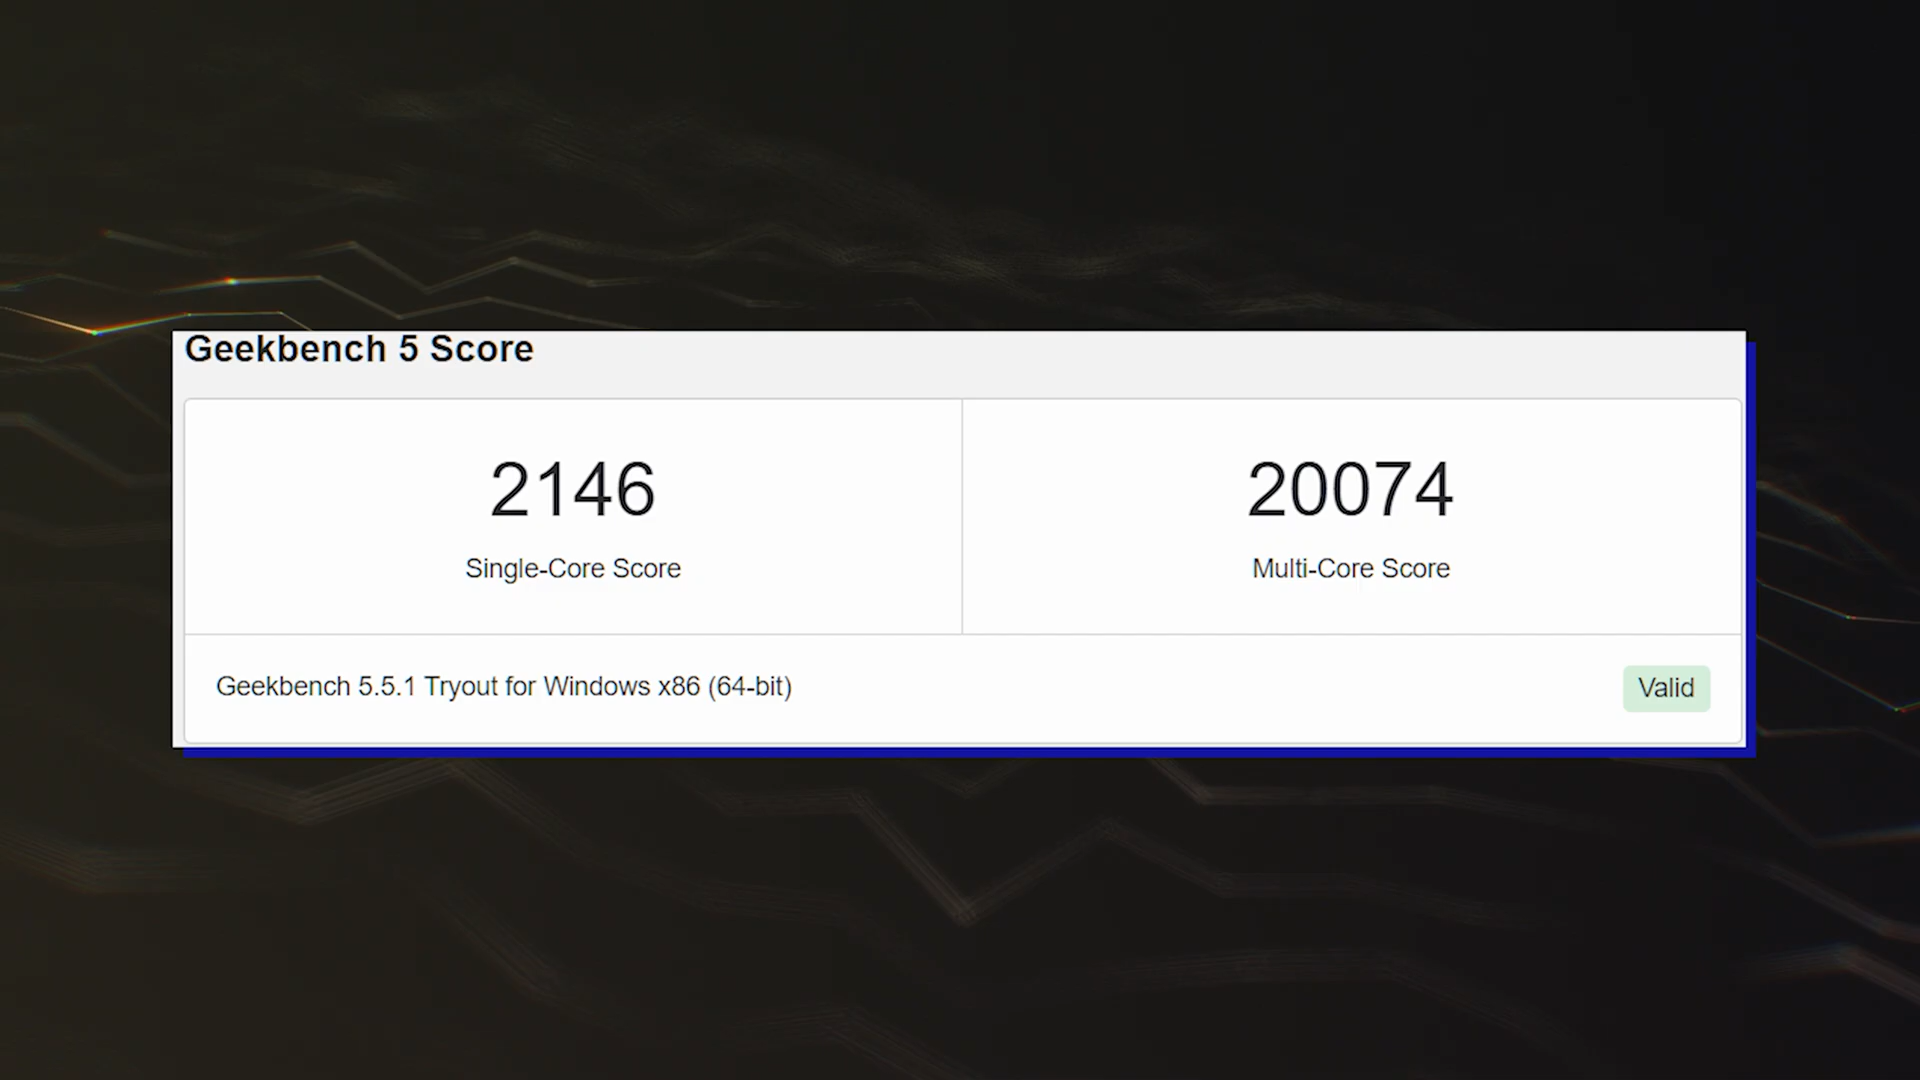 Geekbench 5 Score
2146
Single-Core Score
20074
Multi-Core Score
Geekbench 5.5.1 Tryout for Windows x86 (64-bit)
Valid